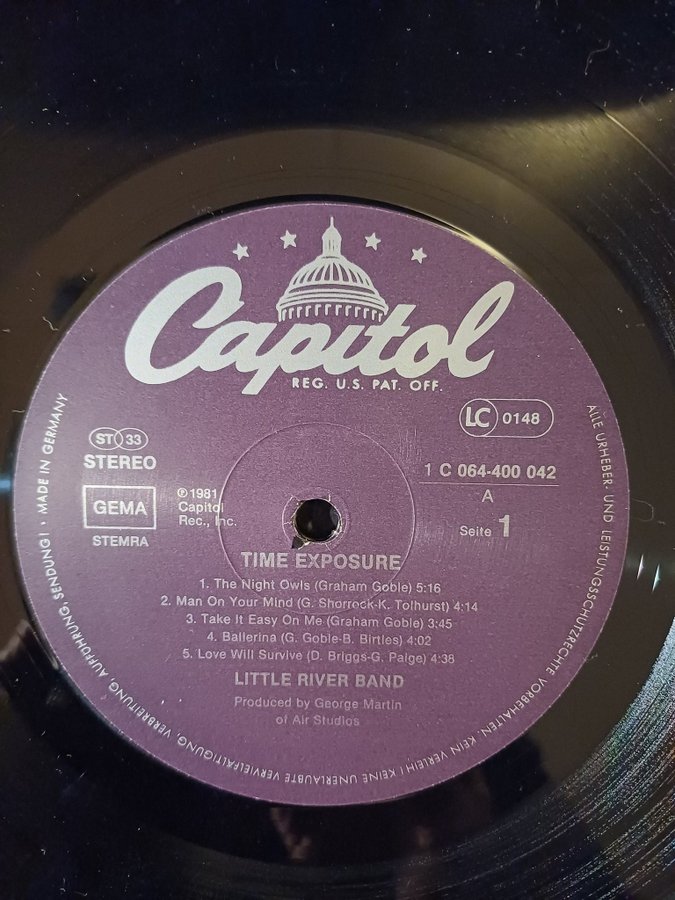 Capitol
REG. U.S. PAT. OFF.
LC 0148
ST 33
STEREO
GEMA
STEMRA
℗1981
Capitol
Rec., Inc.
1 C 064-400 042
A
Seite 1
TIME EXPOSURE
1. The Night Owls (Graham Goble) 5:16
2. Man On Your Mind (G. Shorrock-K. Tolhurst) 4:14
3. Take It Easy On Me (Graham Goble) 3:45
4. Ballerina (G. Goble-B. Birtles) 4:02
5. Love Will Survive (D. Briggs-G. Paige) 4:38
LITTLE RIVER BAND
Produced by George Martin
of Air Studios
ALLE URHEBER- UND LEISTUNGSSCHUTZRECHTE VORBEHALTEN. KEIN VERLEIH! KEINE UNERLAUBTE VERVIELFÄLTIGUNG, VERBREITUNG, AUFFÜHRUNG, SENDUNG! • MADE IN GERMANY